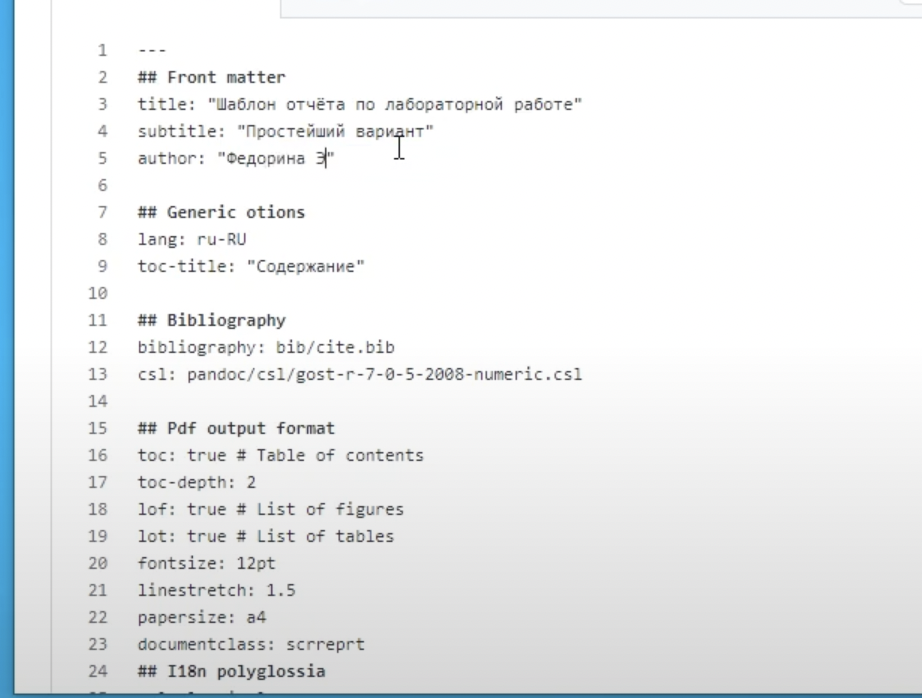 1 ---
2 ## Front matter
3 title: "Шаблон отчёта по лабораторной работе"
4 subtitle: "Простейший вариант"
5 author: "Федорина Э"
6
7 ## Generic otions
8 lang: ru-RU
9 toc-title: "Содержание"
10
11 ## Bibliography
12 bibliography: bib/cite.bib
13 csl: pandoc/csl/gost-r-7-0-5-2008-numeric.csl
14
15 ## Pdf output format
16 toc: true # Table of contents
17 toc-depth: 2
18 lof: true # List of figures
19 lot: true # List of tables
20 fontsize: 12pt
21 linestretch: 1.5
22 papersize: a4
23 documentclass: scrreprt
24 ## I18n polyglossia